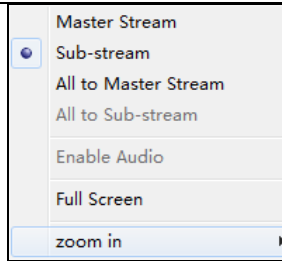 Master Stream
Sub-stream
All to Master Stream
All to Sub-stream
Enable Audio
Full Screen
zoom in